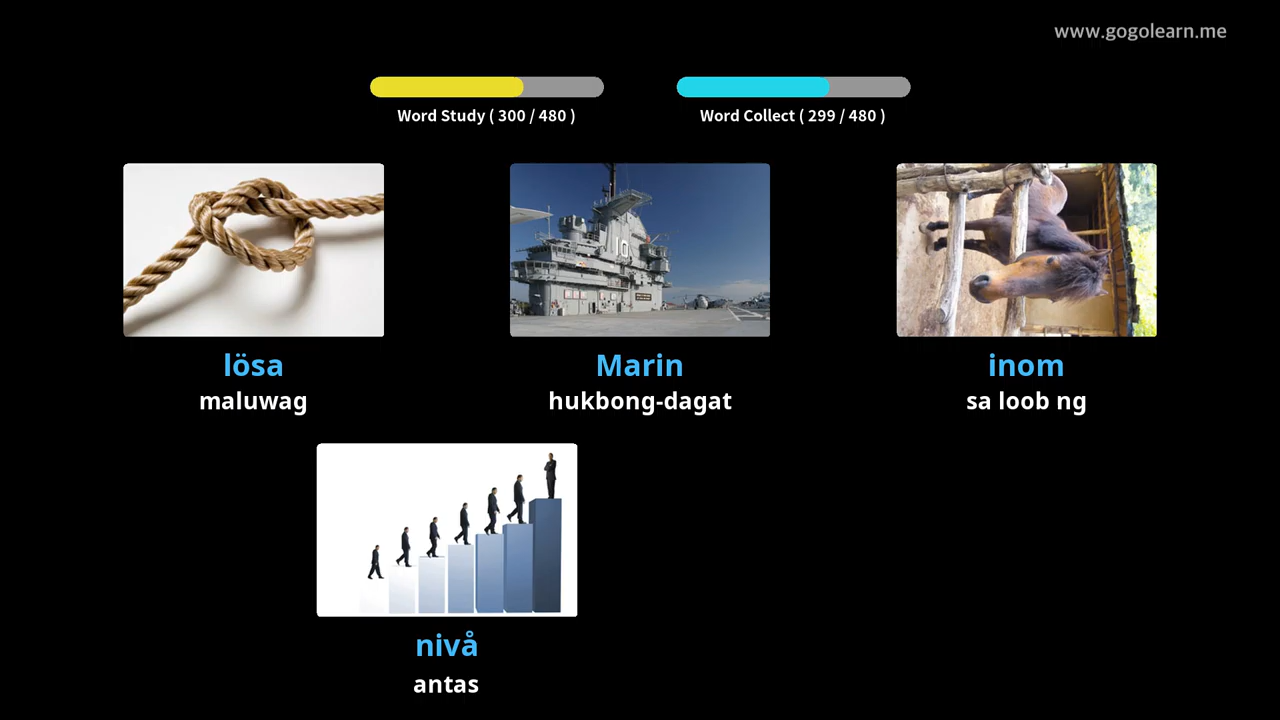 www.gogolearn.me
Word Study ( 300 / 480 )
Word Collect ( 299 / 480 )
10
lösa
maluwag
Marin
hukbong-dagat
inom
sa loob ng
nivå
antas